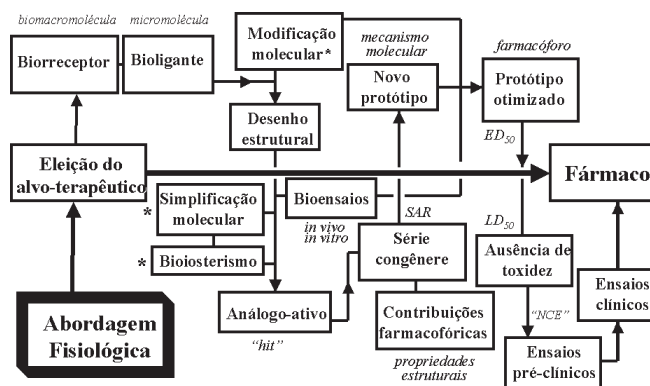 biomacromolécula
micromolécula
Biorreceptor
Bioligante
Modificação
molecular*
mecanismo
molecular
Novo
protótipo
farmacóforo
Protótipo
otimizado
Desenho
estrutural
ED50
Eleição do
alvo-terapêutico
Fármaco
* Simplificação
molecular
Bioensaios
in vivo
in vitro
* Bioiosterismo
SAR
Série
congênere
LD50
Ausência de
toxidez
Análogo-ativo
"hit"
Contribuições
farmacofóricas
propriedades
estruturais
"NCE"
Ensaios
clínicos
Ensaios
pré-clínicos
Abordagem
Fisiológica